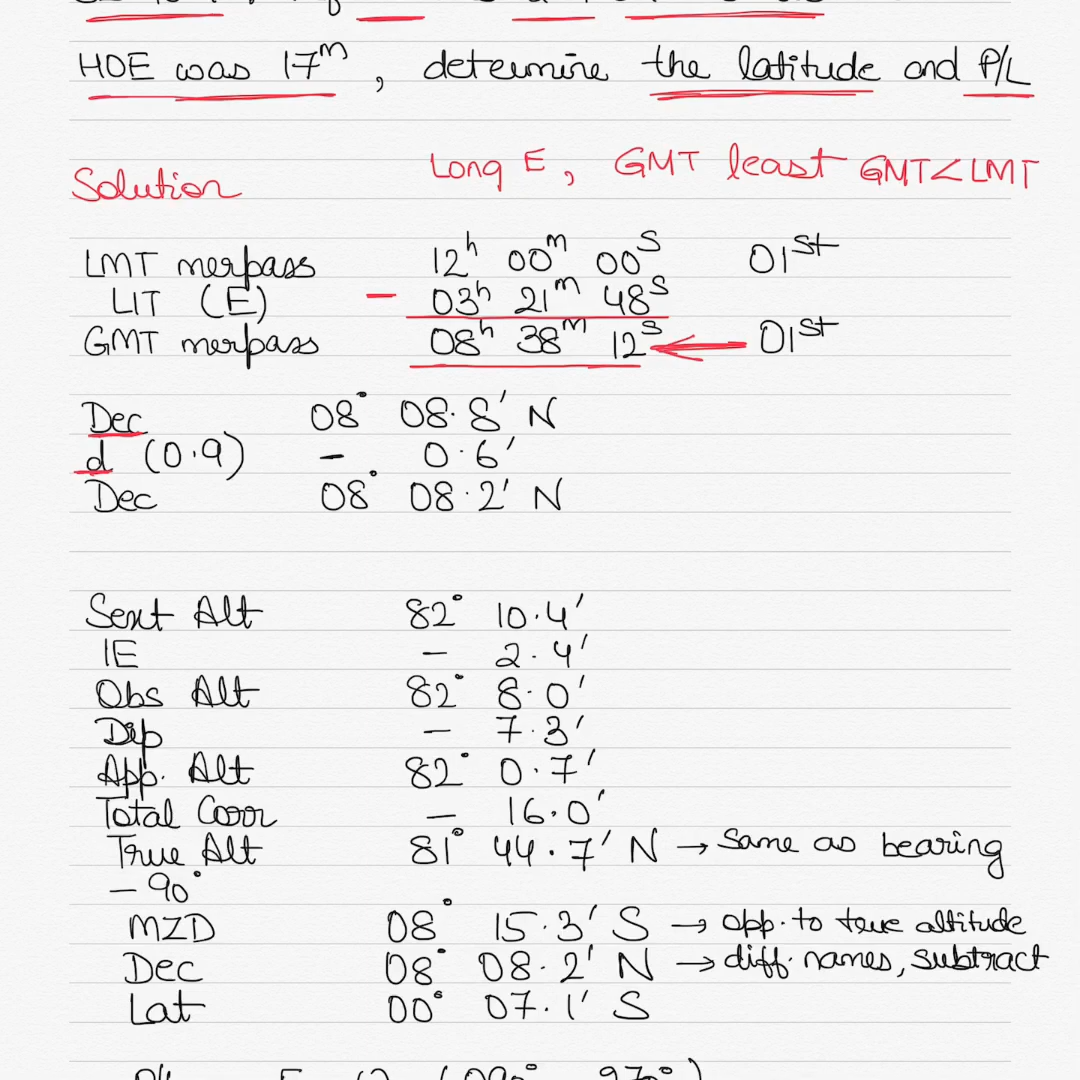 HOE was 17ᵐ, determine the latitude and P/L
Solution
Long E, GMT least GMT<LMT
LMT merpass 12ʰ 00ᵐ 00ˢ 01ˢᵗ
LIT (E) − 03ʰ 21ᵐ 48ˢ
GMT merpass 08ʰ 38ᵐ 12ˢ ← 01ˢᵗ
Dec 08° 08.8' N
d (0.9) − 0.6'
Dec 08° 08.2' N
Sext Alt 82° 10.4'
IE − 2.4'
Obs Alt 82° 8.0'
Dip − 7.3'
App. Alt 82° 0.7'
Total Corr − 16.0'
True Alt 81° 44.7' N → Same as bearing
− 90°
MZD 08° 15.3' S → opp. to true altitude
Dec 08° 08.2' N → diff. names, subtract
Lat 00° 07.1' S